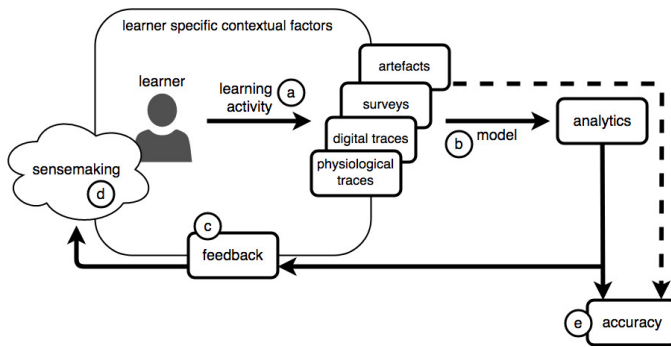 learner specific contextual factors
artefacts
learner
learning
activity
a
surveys
analytics
b
model
digital traces
physiological
traces
sensemaking
d
c
feedback
e
accuracy